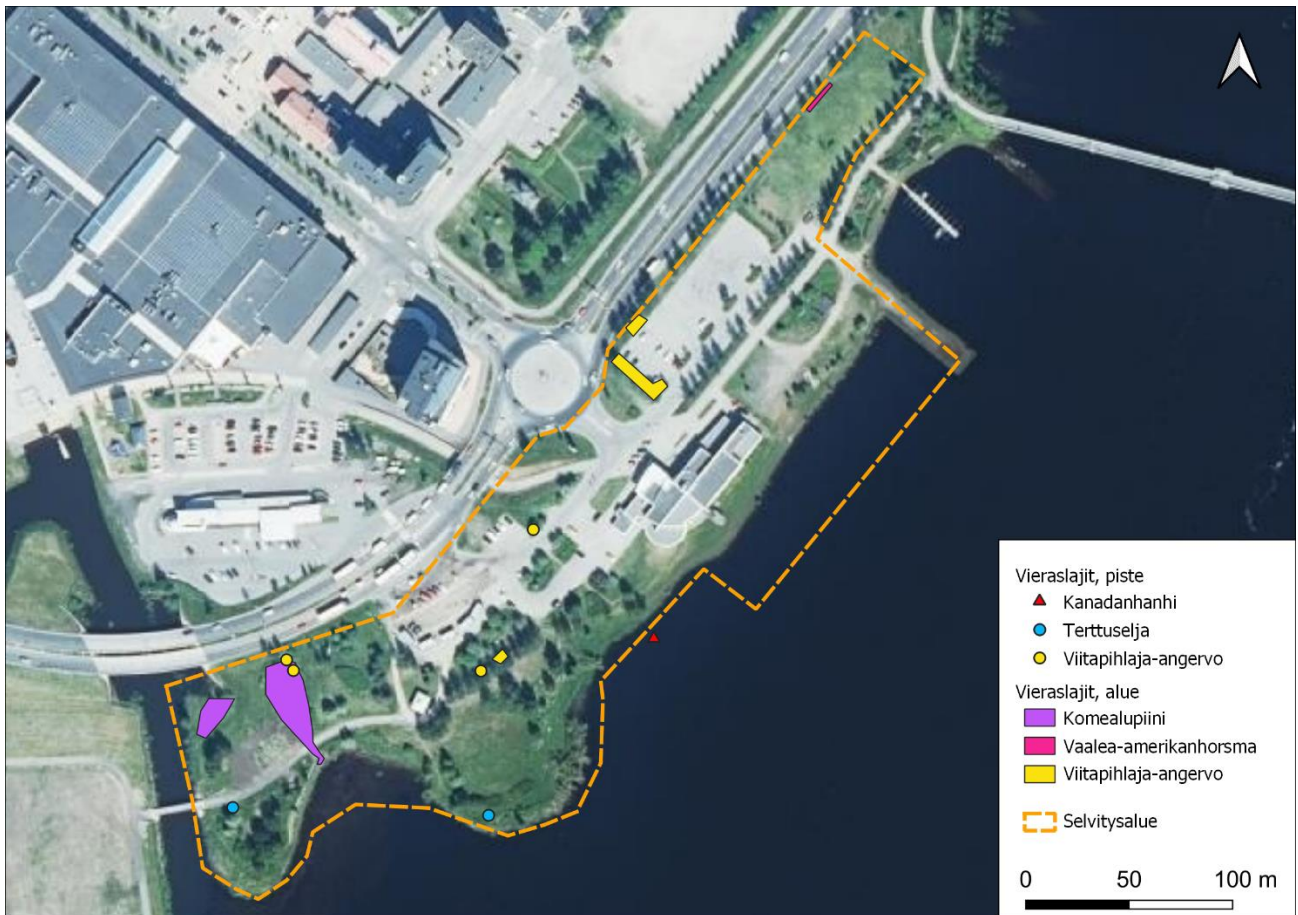 Vieraslajit, piste
Kanadanhanhi
Terttuselja
Viitapihlaja-angervo
Vieraslajit, alue
Komealupiini
Vaalea-amerikanhorsma
Viitapihlaja-angervo
Selvitysalue
0 50 100 m